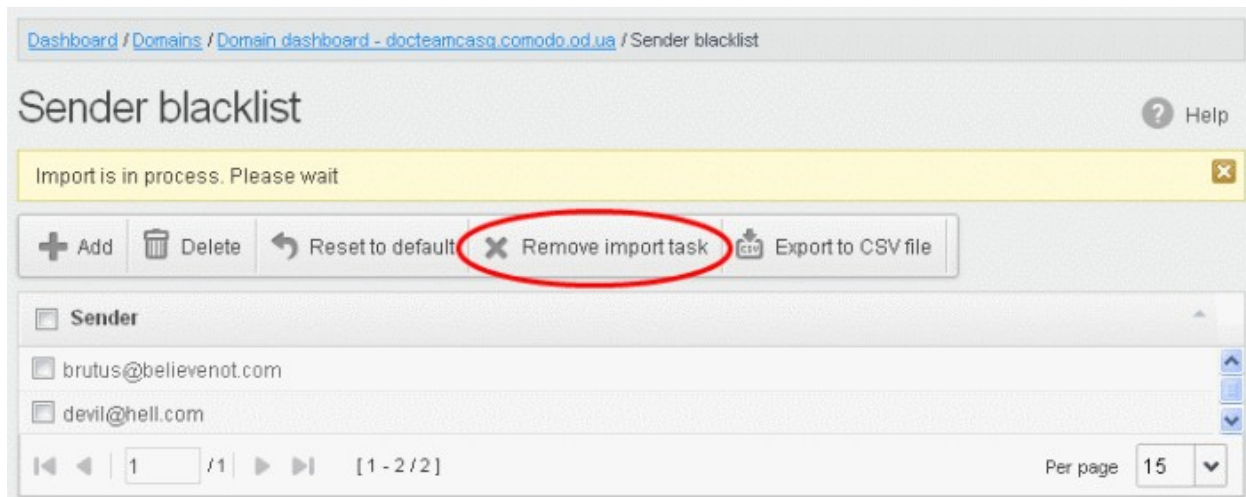 Dashboard / Domains / Domain dashboard - docteamcasg.comodo.od.ua / Sender blacklist
Sender blacklist
Help
Import is in process. Please wait
Add Delete Reset to default Remove import task Export to CSV file
Sender
brutus@believenot.com
devil@hell.com
1 /1 [1 - 2 / 2] Per page 15